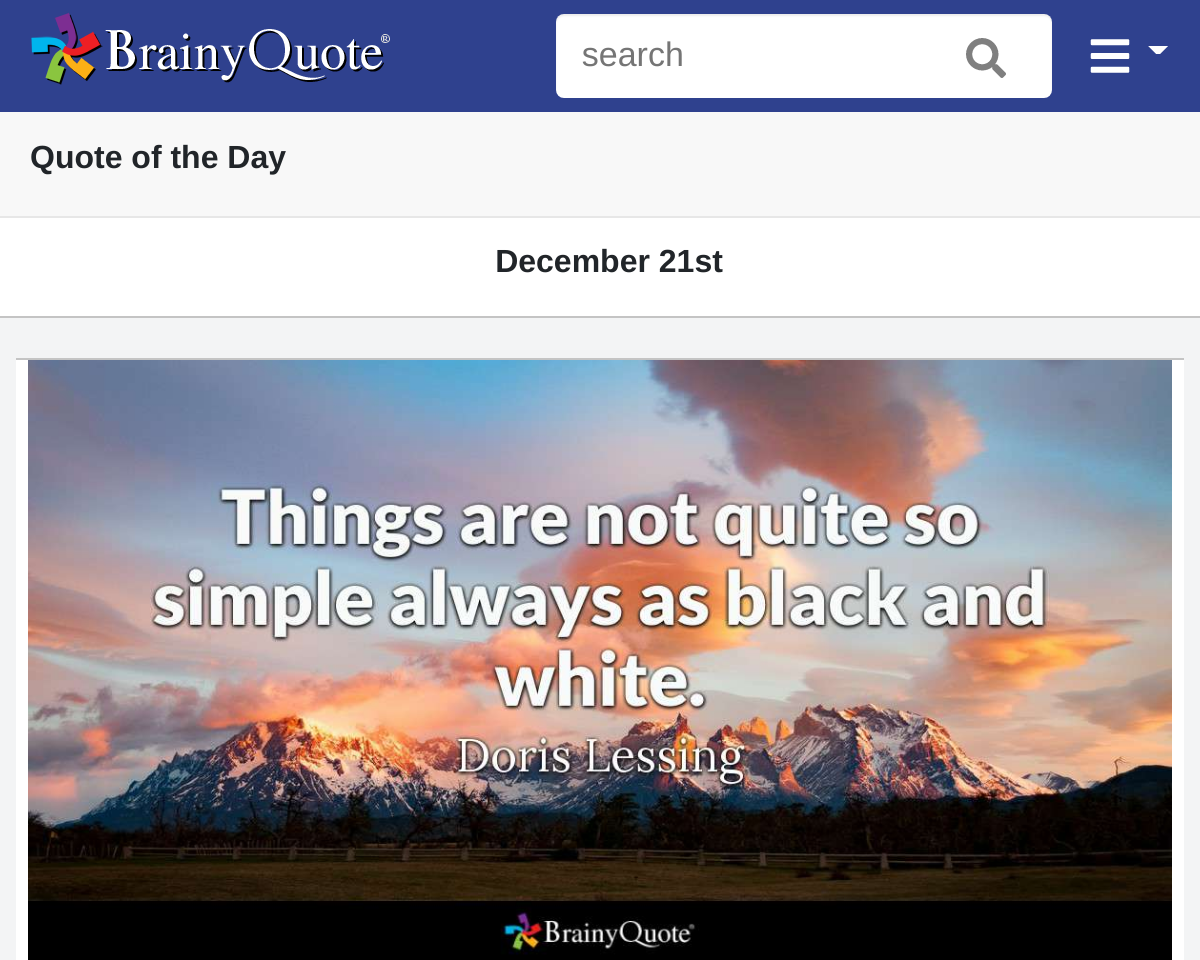 BrainyQuote®
search
Quote of the Day
December 21st
Things are not quite so
simple always as black and
white.
Doris Lessing
BrainyQuote®